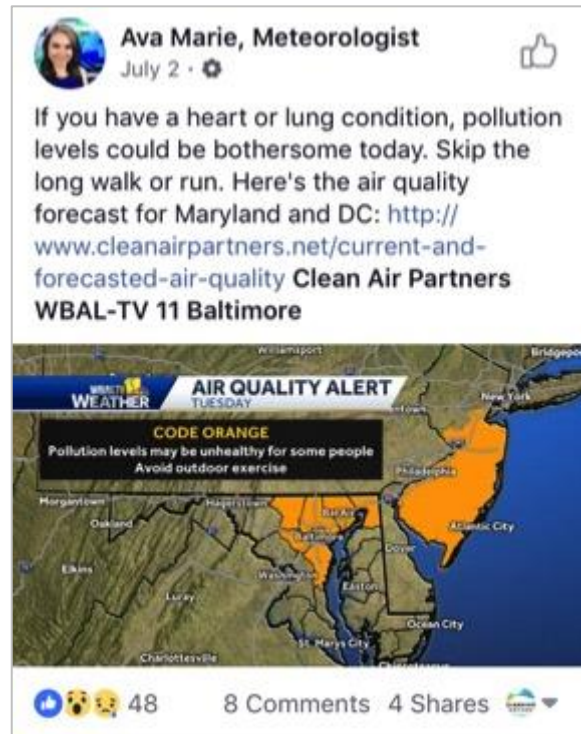 Ava Marie, Meteorologist
July 2 ·
If you have a heart or lung condition, pollution
levels could be bothersome today. Skip the
long walk or run. Here's the air quality
forecast for Maryland and DC: http://
www.cleanairpartners.net/current-and-
forecasted-air-quality Clean Air Partners
WBAL-TV 11 Baltimore
Williamsport
Bridgepo
WEATHER
AIR QUALITY ALERT
TUESDAY
New York
CODE ORANGE
Pollution levels may be unhealthy for some people
Avoid outdoor exercise
Philadelphia
Morgantown
Hagerstown
Bel Air
Oakland
Baltimore
Atlantic City
Dover
Elkins
Washington
Easton
Luray
Ocean City
St. Marys City
Charlottesville
48
8 Comments 4 Shares